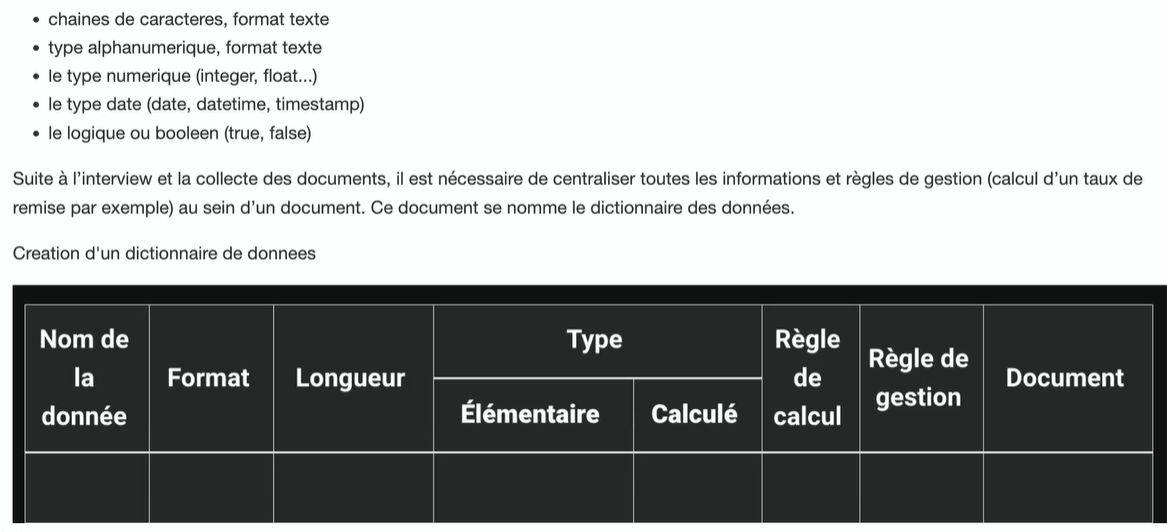 • chaines de caracteres, format texte
• type alphanumerique, format texte
• le type numerique (integer, float...)
• le type date (date, datetime, timestamp)
• le logique ou booleen (true, false)
Suite à l’interview et la collecte des documents, il est nécessaire de centraliser toutes les informations et règles de gestion (calcul d’un taux de
remise par exemple) au sein d’un document. Ce document se nomme le dictionnaire des données.
Creation d'un dictionnaire de donnees
Nom de
la
donnée
Format
Longueur
Type
Élémentaire
Calculé
Règle
de
calcul
Règle de
gestion
Document